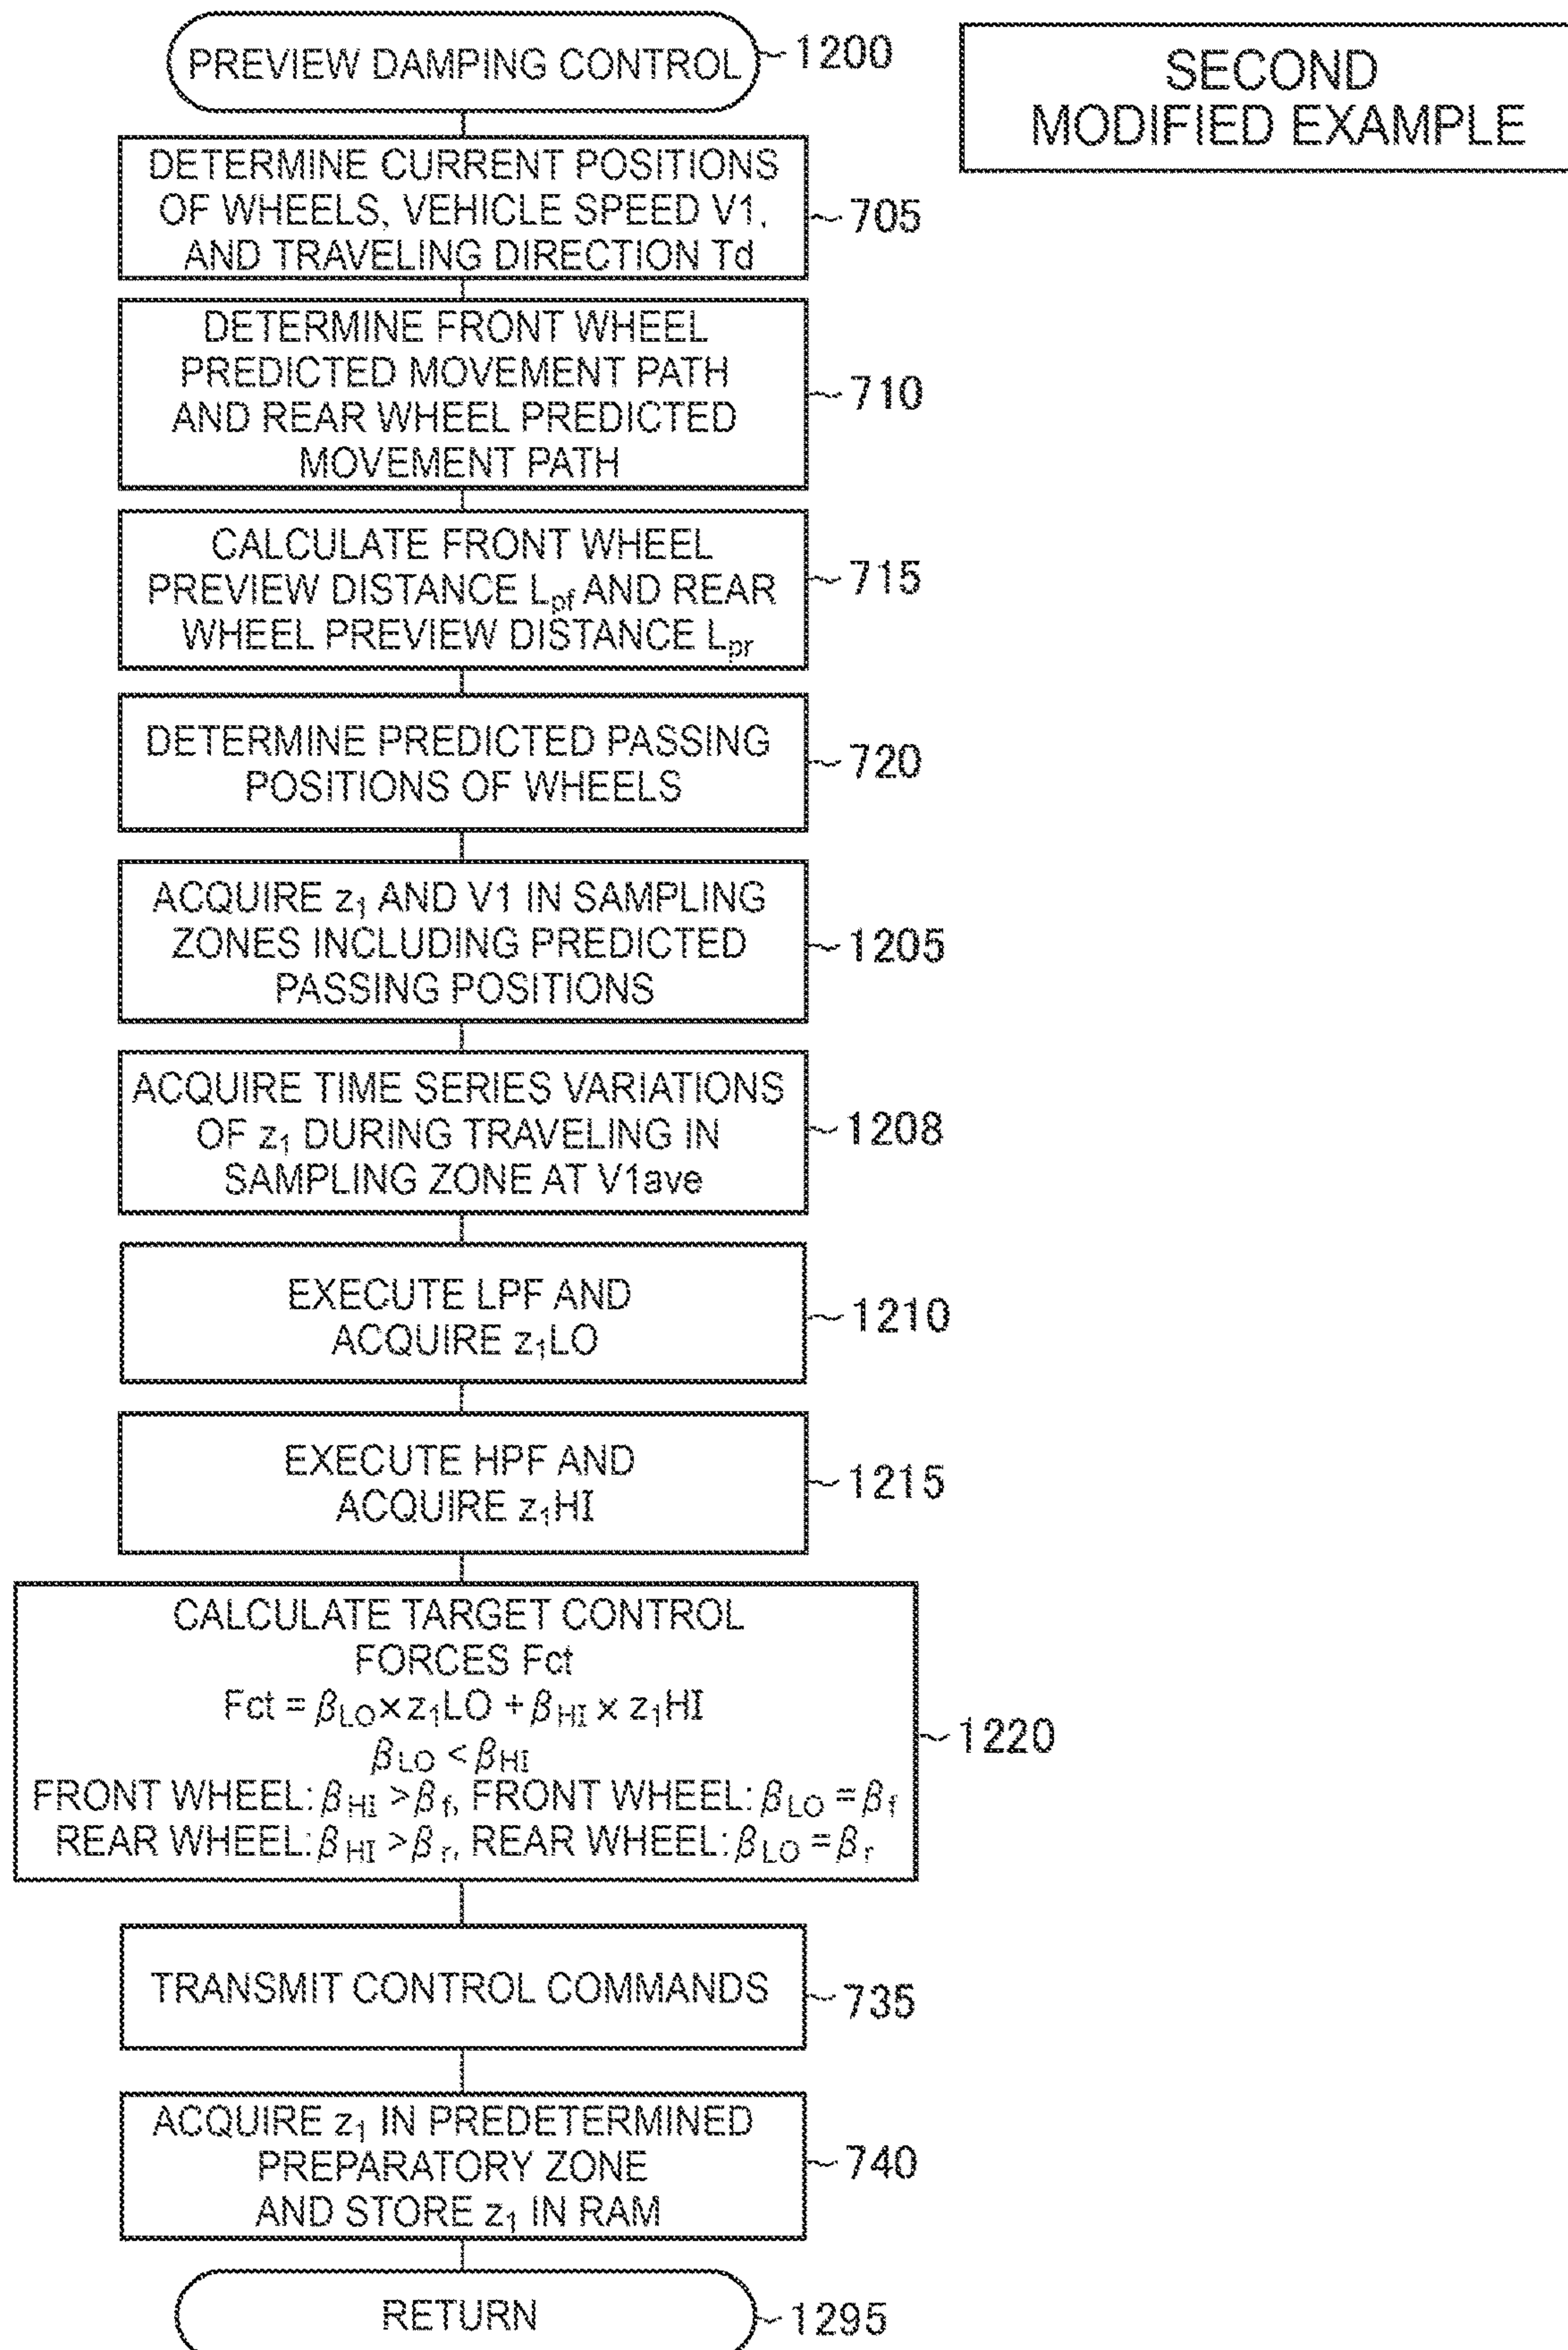 PREVIEW DAMPING CONTROL
1200
SECOND
MODIFIED EXAMPLE
DETERMINE CURRENT POSITIONS
OF WHEELS, VEHICLE SPEED V1,
AND TRAVELING DIRECTION Td
705
DETERMINE FRONT WHEEL
PREDICTED MOVEMENT PATH
AND REAR WHEEL PREDICTED
MOVEMENT PATH
710
CALCULATE FRONT WHEEL
PREVIEW DISTANCE Lpf AND REAR
WHEEL PREVIEW DISTANCE Lpr
715
DETERMINE PREDICTED PASSING
POSITIONS OF WHEELS
720
ACQUIRE z₁ AND V1 IN SAMPLING
ZONES INCLUDING PREDICTED
PASSING POSITIONS
1205
ACQUIRE TIME SERIES VARIATIONS
OF z₁ DURING TRAVELING IN
SAMPLING ZONE AT V1ave
1208
EXECUTE LPF AND
ACQUIRE z₁LO
1210
EXECUTE HPF AND
ACQUIRE z₁HI
1215
CALCULATE TARGET CONTROL
FORCES Fct
Fct = βLO × z₁LO + βHI × z₁HI
βLO < βHI
FRONT WHEEL: βHI > βf, FRONT WHEEL: βLO = βf
REAR WHEEL: βHI > βr, REAR WHEEL: βLO = βr
1220
TRANSMIT CONTROL COMMANDS
735
ACQUIRE z₁ IN PREDETERMINED
PREPARATORY ZONE
AND STORE z₁ IN RAM
740
RETURN
1295